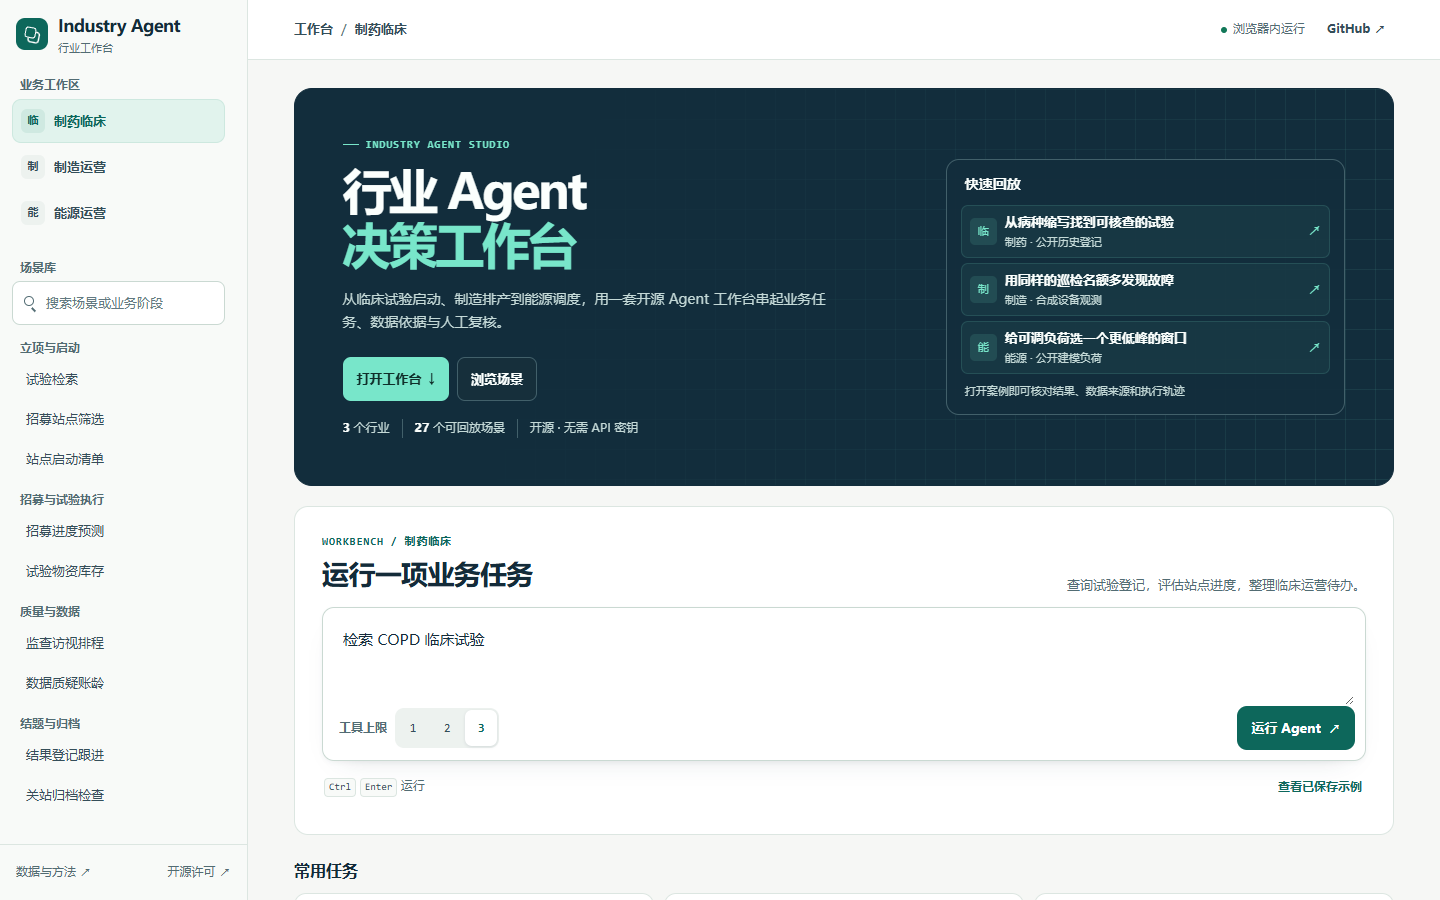 Industry Agent
行业工作台
业务工作区
临 制药临床
制 制造运营
能 能源运营
场景库
搜索场景或业务阶段
立项与启动
试验检索
招募站点筛选
站点启动清单
招募与试验执行
招募进度预测
试验物资库存
质量与数据
监查访视排程
数据质疑账龄
结题与归档
结果登记跟进
关站归档检查
数据与方法 ↗
开源许可 ↗
工作台 / 制药临床
浏览器内运行
GitHub ↗
INDUSTRY AGENT STUDIO
行业 Agent
决策工作台
从临床试验启动、制造排产到能源调度，用一套开源 Agent 工作台串起业务任
务、数据依据与人工复核。
打开工作台 ↓
浏览场景
3 个行业
27 个可回放场景
开源 · 无需 API 密钥
快速回放
临 从病种缩写找到可核查的试验 ↗
制药 · 公开历史登记
制 用同样的巡检名额多发现故障 ↗
制造 · 合成设备观测
能 给可调负荷选一个更低峰的窗口 ↗
能源 · 公开建模负荷
打开案例即可核对结果、数据来源和执行轨迹
WORKBENCH / 制药临床
运行一项业务任务
查询试验登记，评估站点进度，整理临床运营待办。
检索 COPD 临床试验
工具上限 1 2 3
运行 Agent ↗
Ctrl Enter 运行
查看已保存示例
常用任务